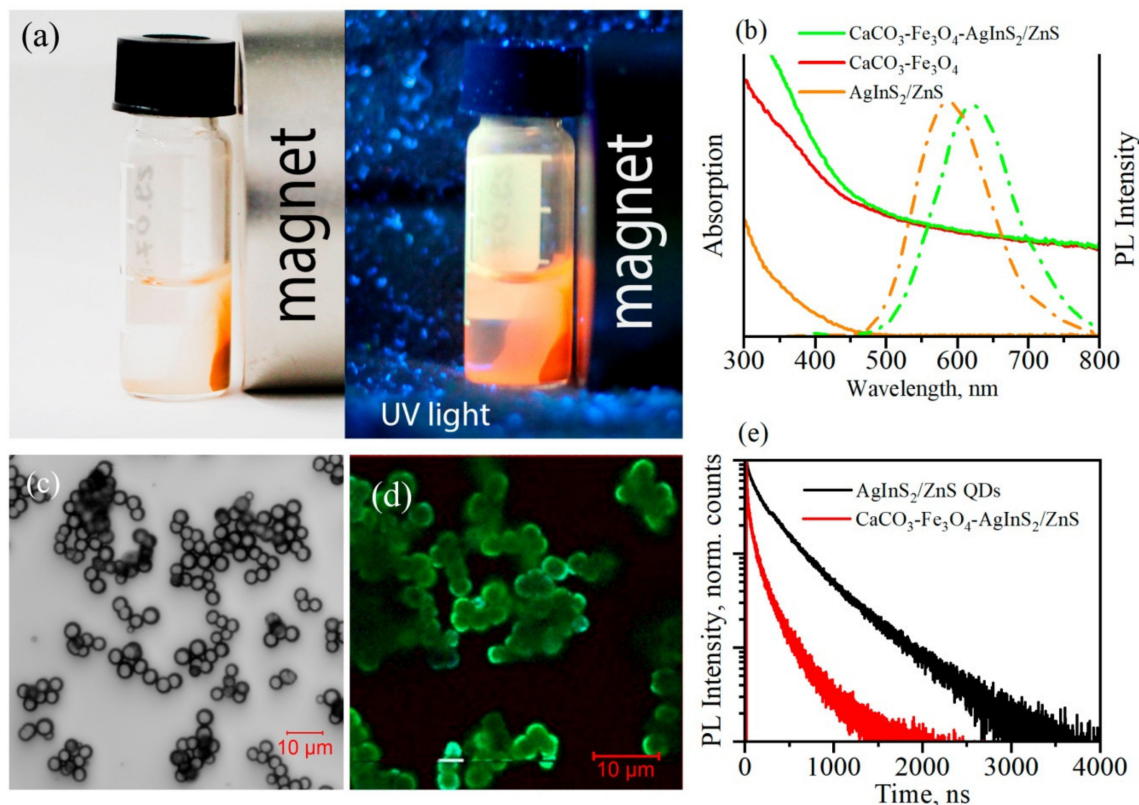 (a)
magnet
magnet
UV light
(b)
CaCO₃-Fe₃O₄-AgInS₂/ZnS
CaCO₃-Fe₃O₄
AgInS₂/ZnS
Absorption
PL Intensity
300 400 500 600 700 800
Wavelength, nm
(c)
10 µm
(d)
10 µm
(e)
AgInS₂/ZnS QDs
CaCO₃-Fe₃O₄-AgInS₂/ZnS
PL Intensity, norm. counts
0 1000 2000 3000 4000
Time, ns